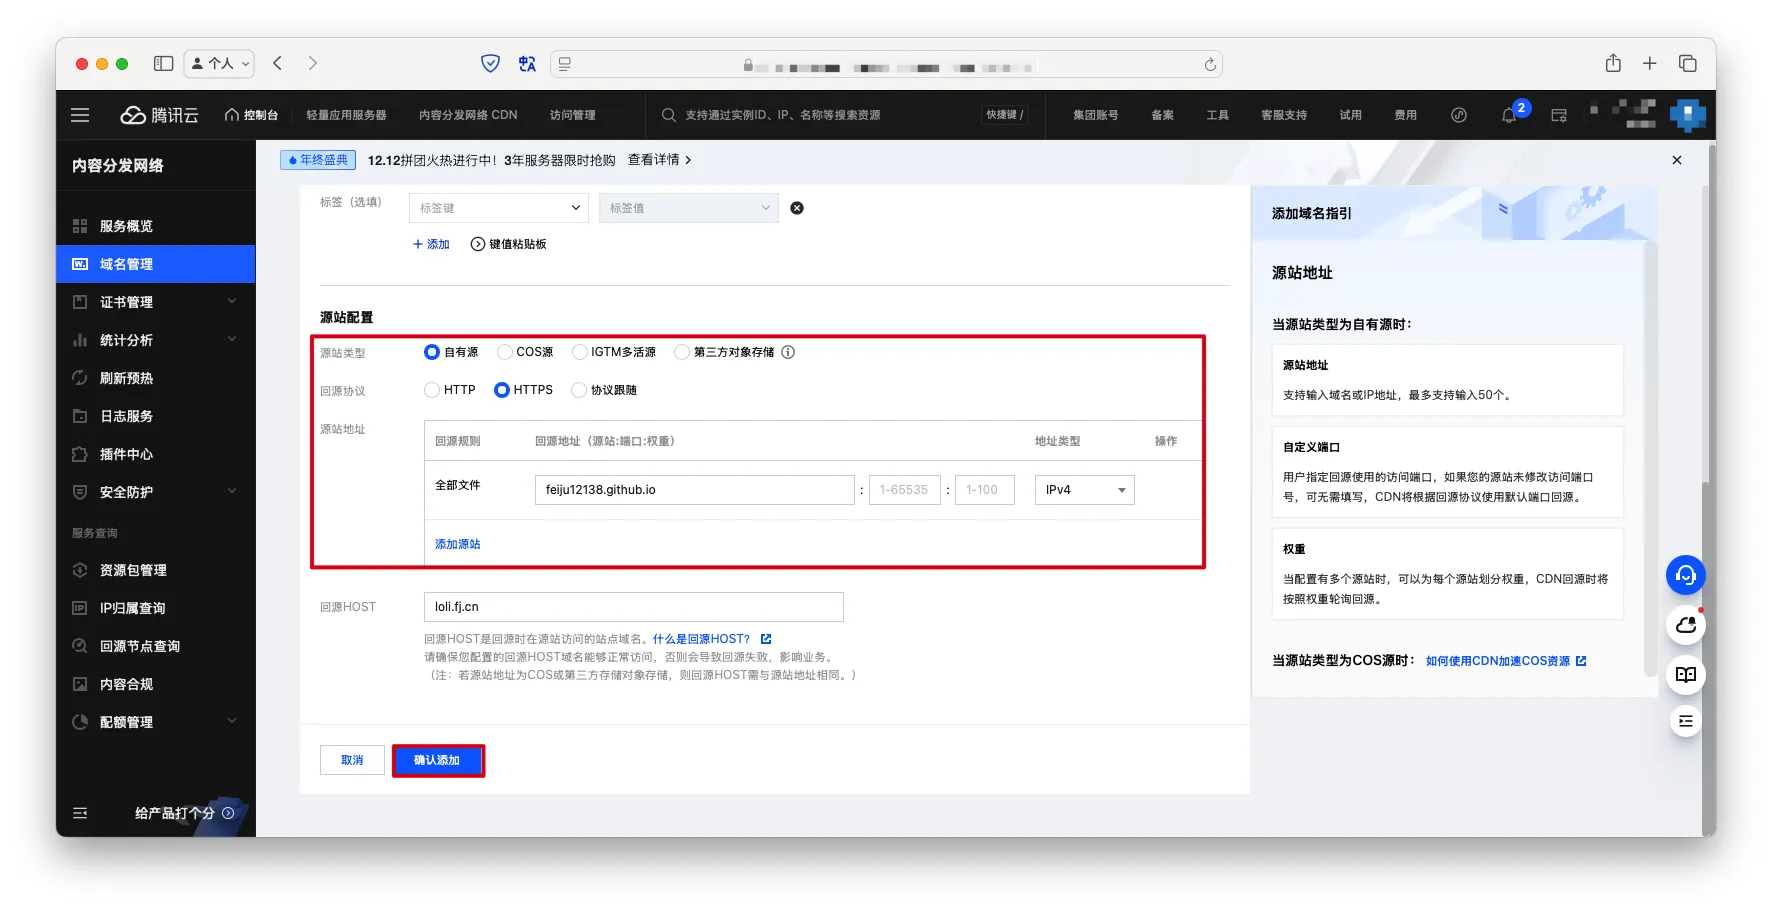 个人
腾讯云
控制台
轻量应用服务器
内容分发网络 CDN
访问管理
支持通过实例ID、IP、名称等搜索资源
快捷键 /
集团账号
备案
工具
客服支持
试用
费用
2
内容分发网络
服务概览
域名管理
证书管理
统计分析
刷新预热
日志服务
插件中心
安全防护
服务查询
资源包管理
IP归属查询
回源节点查询
内容合规
配额管理
给产品打个分
年终盛典 12.12拼团火热进行中！3年服务器限时抢购 查看详情
标签（选填）
标签键
标签值
添加
键值粘贴板
源站配置
源站类型 自有源 COS源 IGTM多活源 第三方对象存储
回源协议 HTTP HTTPS 协议跟随
源站地址
回源规则 回源地址（源站:端口:权重） 地址类型 操作
全部文件 feiju12138.github.io : 1-65535 : 1-100 IPv4
添加源站
回源HOST loli.fj.cn
回源HOST是回源时在源站访问的站点域名。什么是回源HOST?
请确保您配置的回源HOST域名能够正常访问，否则会导致回源失败，影响业务。
（注：若源站地址为COS或第三方存储对象存储，则回源HOST需与源站地址相同。）
取消
确认添加
添加域名指引
源站地址
当源站类型为自有源时：
源站地址
支持输入域名或IP地址，最多支持输入50个。
自定义端口
用户指定回源使用的访问端口，如果您的源站未修改访问端口
号，可无需填写，CDN将根据回源协议使用默认端口回源。
权重
当配置有多个源站时，可以为每个源站划分权重，CDN回源时将
按照权重轮询回源。
当源站类型为COS源时： 如何使用CDN加速COS资源